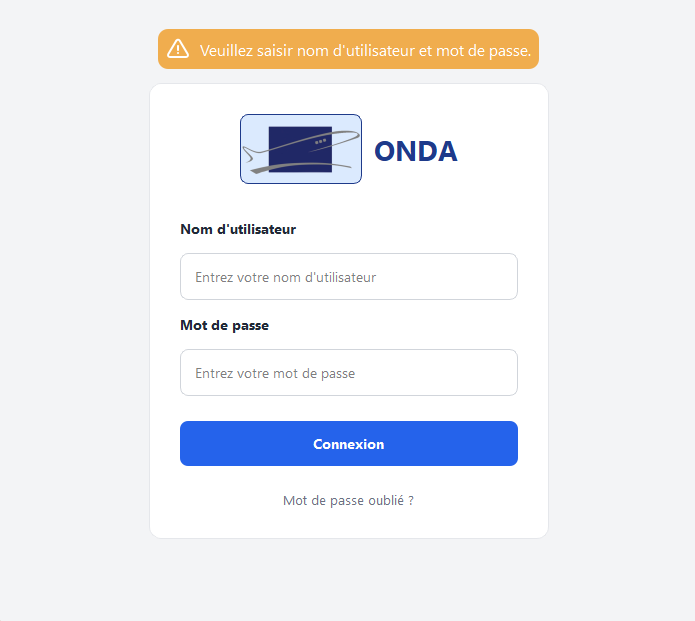 Veuillez saisir nom d'utilisateur et mot de passe.
ONDA
Nom d'utilisateur
Entrez votre nom d'utilisateur
Mot de passe
Entrez votre mot de passe
Connexion
Mot de passe oublié ?